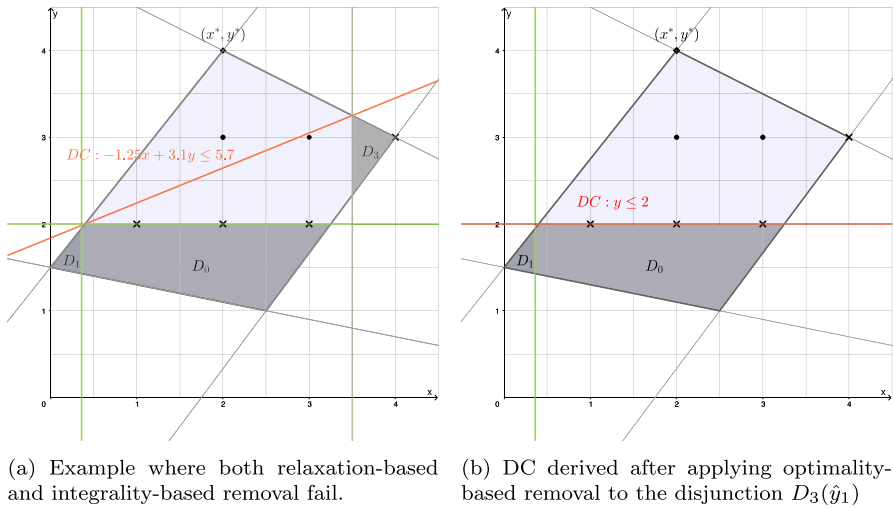 y
(x*, y*)
4
3
DC : −1.25x + 3.1y ≤ 5.7
D₃
2
D₁
D₀
1
x
0
1
2
3
4
(a) Example where both relaxation-based
and integrality-based removal fail.
y
(x*, y*)
4
3
DC : y ≤ 2
2
D₁
D₀
1
x
0
1
2
3
4
(b) DC derived after applying optimality-
based removal to the disjunction D₃(ŷ₁)